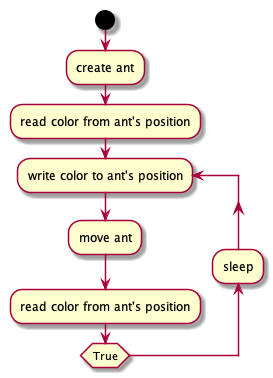 create ant
read color from ant's position
write color to ant's position
move ant
sleep
read color from ant's position
True